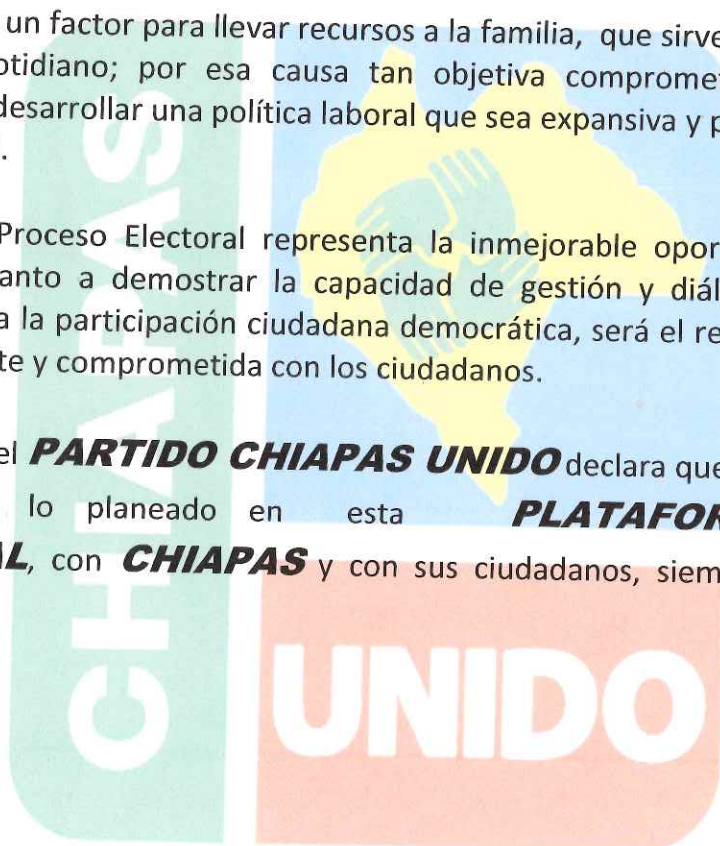 un factor para llevar recursos a la familia, que sirve
otidiano; por esa causa tan objetiva compromet
desarrollar una política laboral que sea expansiva y p
.
Proceso Electoral representa la inmejorable opor
anto a demostrar la capacidad de gestión y diál
a la participación ciudadana democrática, será el re
te y comprometida con los ciudadanos.
el PARTIDO CHIAPAS UNIDO declara que
lo planeado en esta PLATAFOR
AL, con CHIAPAS y con sus ciudadanos, siem
CHIAPAS
UNIDO